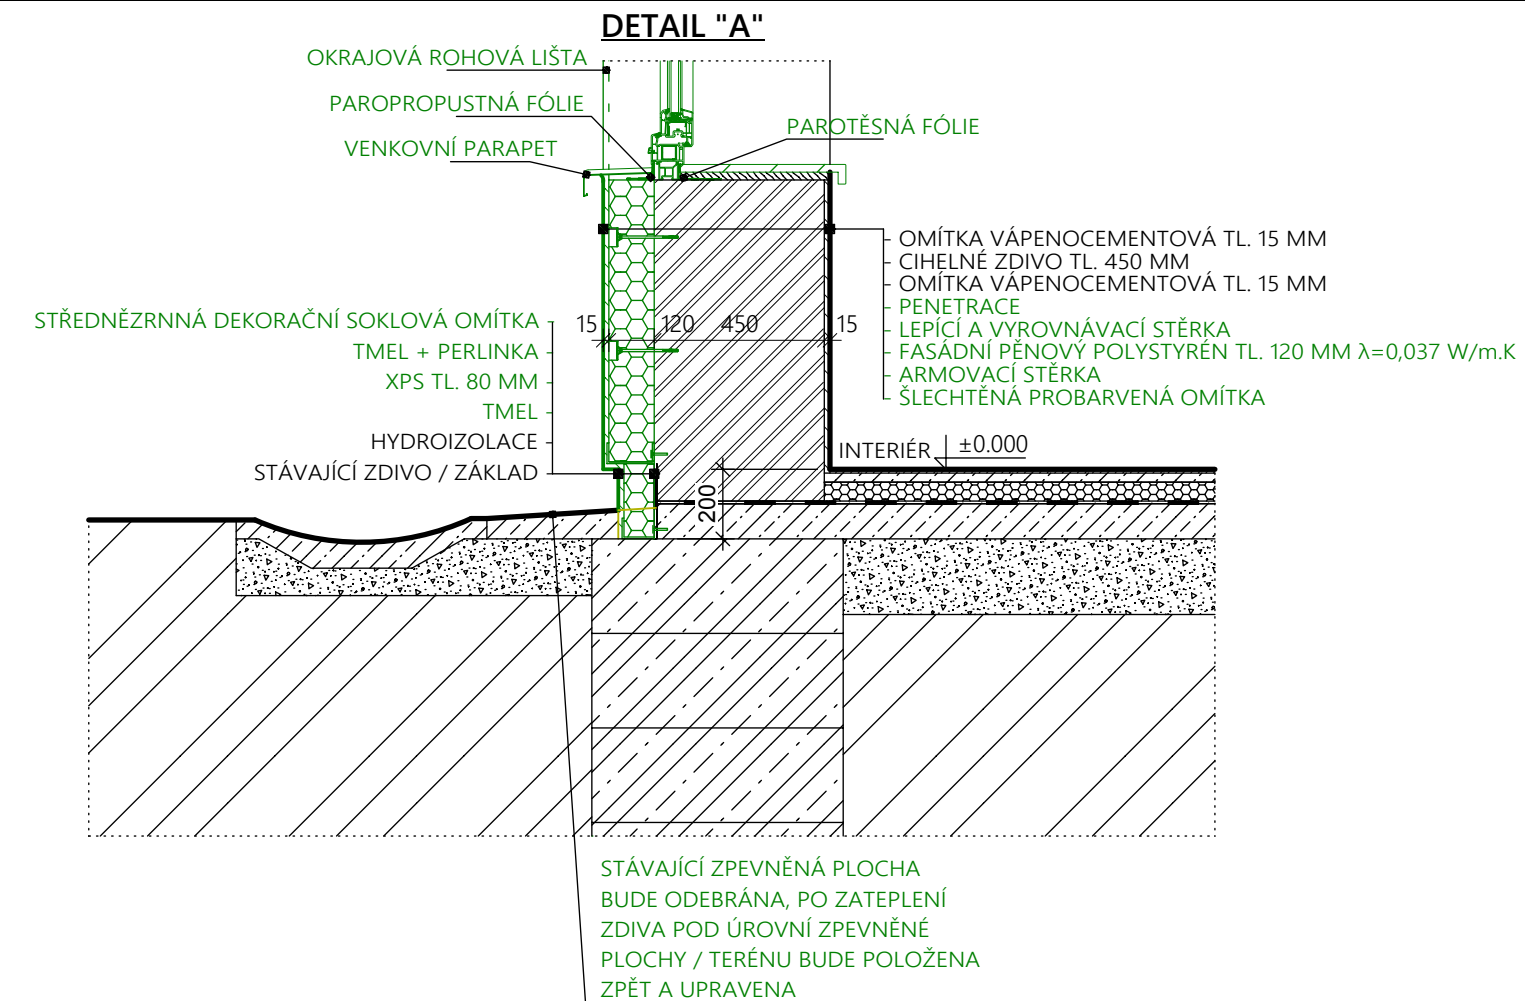 DETAIL "A"
OKRAJOVÁ ROHOVÁ LIŠTA
PAROPROPUSTNÁ FÓLIE
VENKOVNÍ PARAPET
PAROTĚSNÁ FÓLIE
OMÍTKA VÁPENOCEMENTOVÁ TL. 15 MM
CIHELNÉ ZDIVO TL. 450 MM
OMÍTKA VÁPENOCEMENTOVÁ TL. 15 MM
PENETRACE
LEPÍCÍ A VYROVNÁVACÍ STĚRKA
FASÁDNÍ PĚNOVÝ POLYSTYRÉN TL. 120 MM λ=0,037 W/m.K
ARMOVACÍ STĚRKA
ŠLECHTĚNÁ PROBARVENÁ OMÍTKA
STŘEDNĚZRNNÁ DEKORAČNÍ SOKLOVÁ OMÍTKA
TMEL + PERLINKA
XPS TL. 80 MM
TMEL
HYDROIZOLACE
STÁVAJÍCÍ ZDIVO / ZÁKLAD
15 120 450 15
INTERIÉR ±0.000
200
STÁVAJÍCÍ ZPEVNĚNÁ PLOCHA
BUDE ODEBRÁNA, PO ZATEPLENÍ
ZDIVA POD ÚROVNÍ ZPEVNĚNÉ
PLOCHY / TERÉNU BUDE POLOŽENA
ZPĚT A UPRAVENA